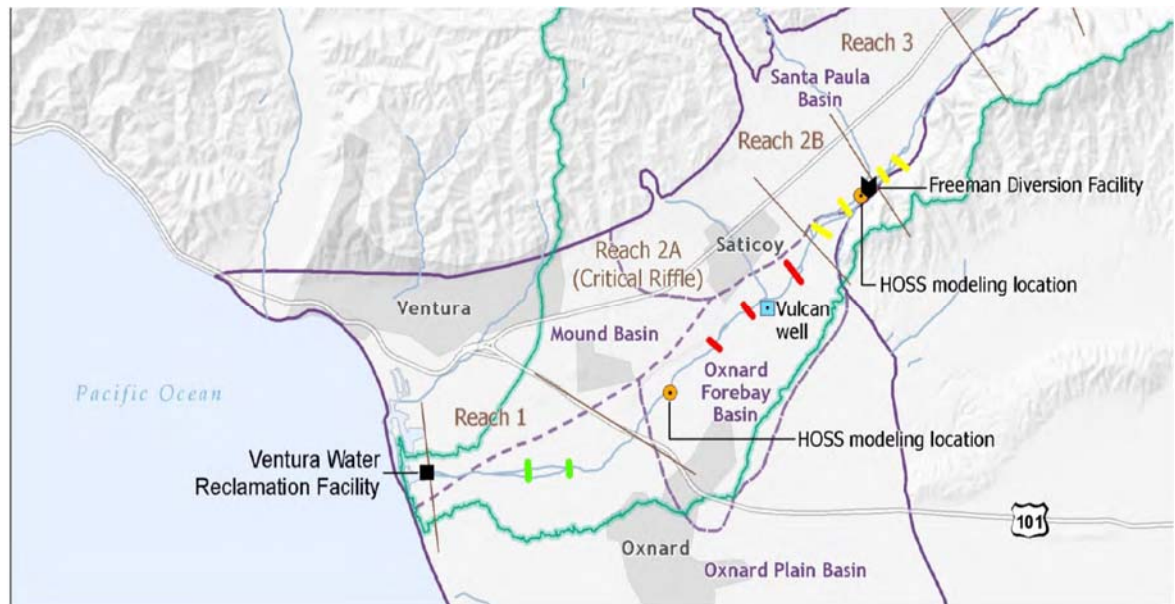 Reach 3
Santa Paula
Basin
Reach 2B
Freeman Diversion Facility
Saticoy
Reach 2A
(Critical Riffle)
HOSS modeling location
Ventura
Vulcan
well
Mound Basin
Oxnard
Forebay
Basin
Pacific Ocean
Reach 1
HOSS modeling location
Ventura Water
Reclamation Facility
101
Oxnard
Oxnard Plain Basin